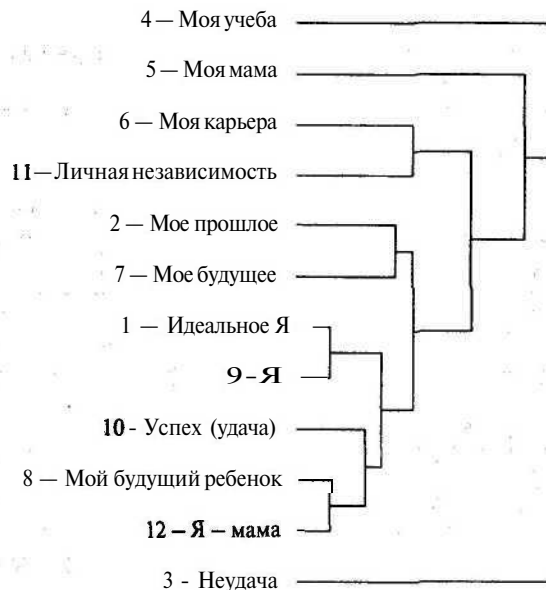 4 — Моя учеба
5 — Моя мама
6 — Моя карьера
11—Личная независимость
2 — Мое прошлое
7 — Мое будущее
1 — Идеальное Я
9-Я
10- Успех (удача)
8 — Мой будущий ребенок
12 – Я – мама
3 - Неудача